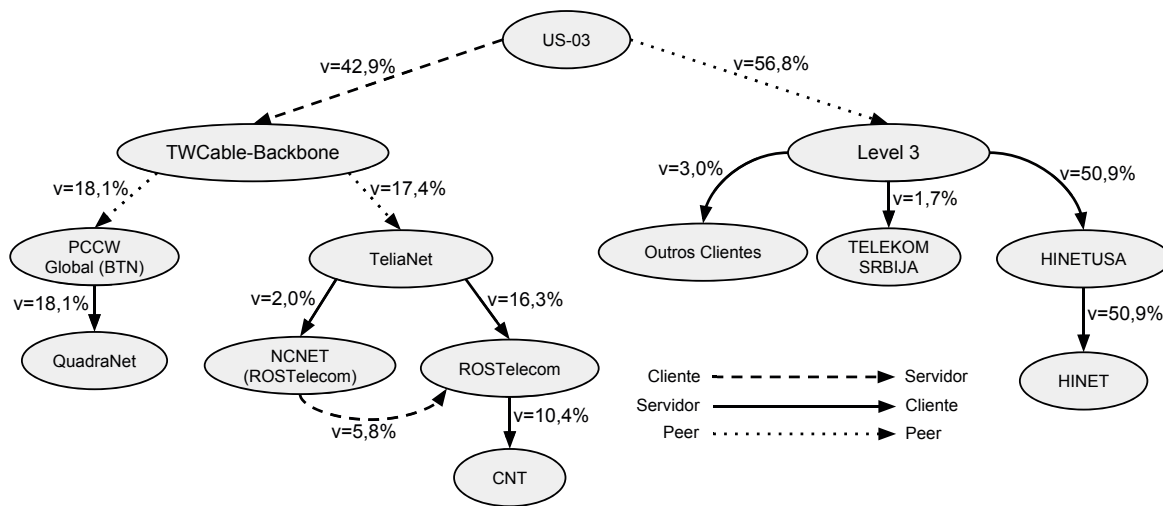 US-03
v=42,9%
v=56,8%
TWCable-Backbone
Level 3
v=18,1%
v=17,4%
v=3,0%
v=1,7%
v=50,9%
PCCW
Global (BTN)
TeliaNet
Outros Clientes
TELEKOM
SRBIJA
HINETUSA
v=18,1%
v=2,0%
v=16,3%
v=50,9%
QuadraNet
NCNET
(ROSTelecom)
ROSTelecom
HINET
v=5,8%
v=10,4%
CNT
Cliente Servidor
Servidor Cliente
Peer Peer